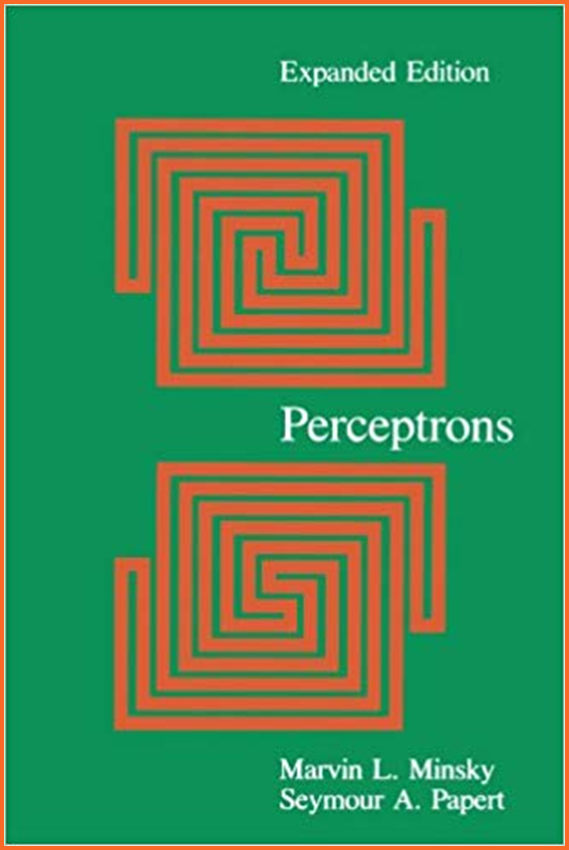 Expanded Edition
Perceptrons
Marvin L. Minsky
Seymour A. Papert